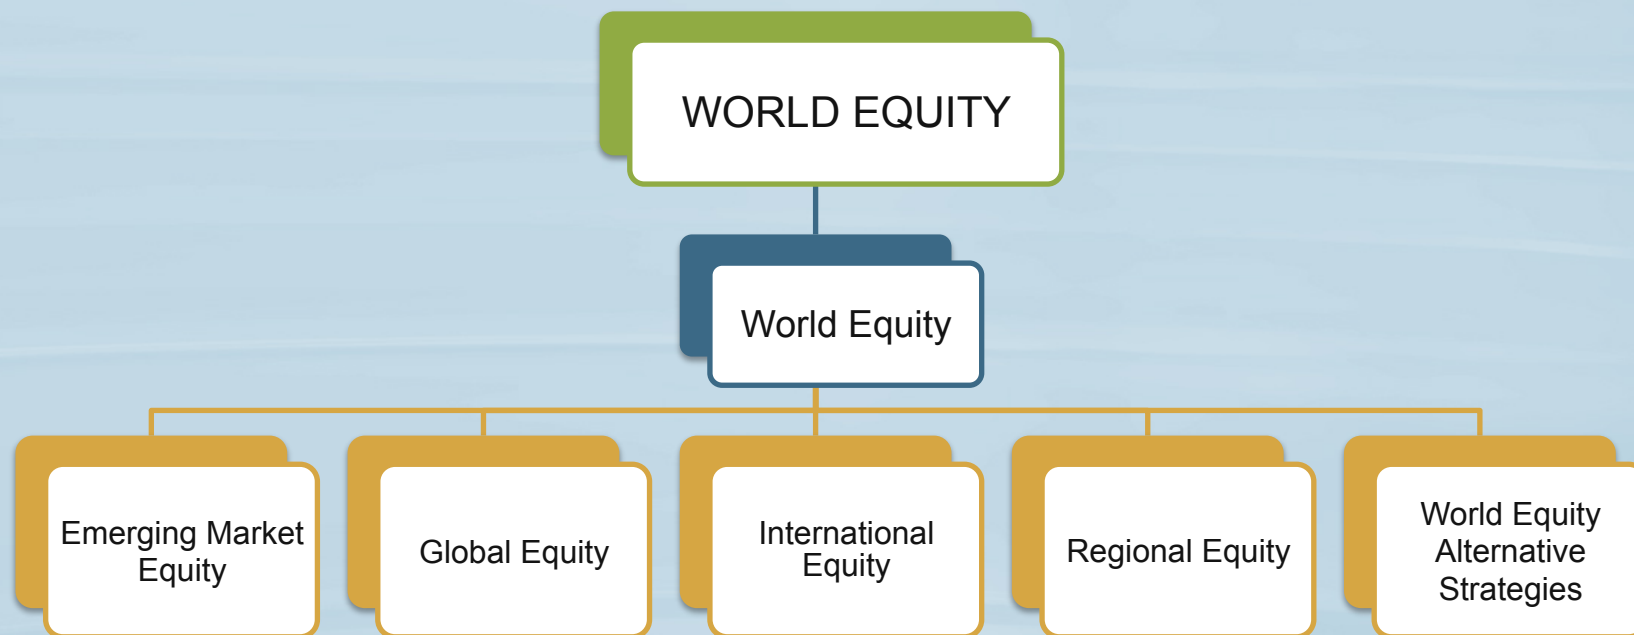 WORLD EQUITY
World Equity
Emerging Market
Equity
Global Equity
International
Equity
Regional Equity
World Equity
Alternative
Strategies